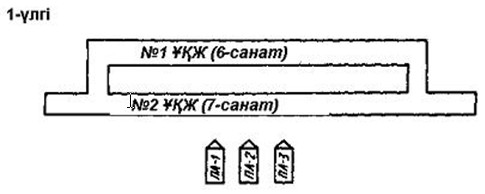 1-үлгі
№1 ҰҚЖ (6-санат)
№2 ҰҚЖ (7-санат)
ПА-1
ПА-2
ПА-3